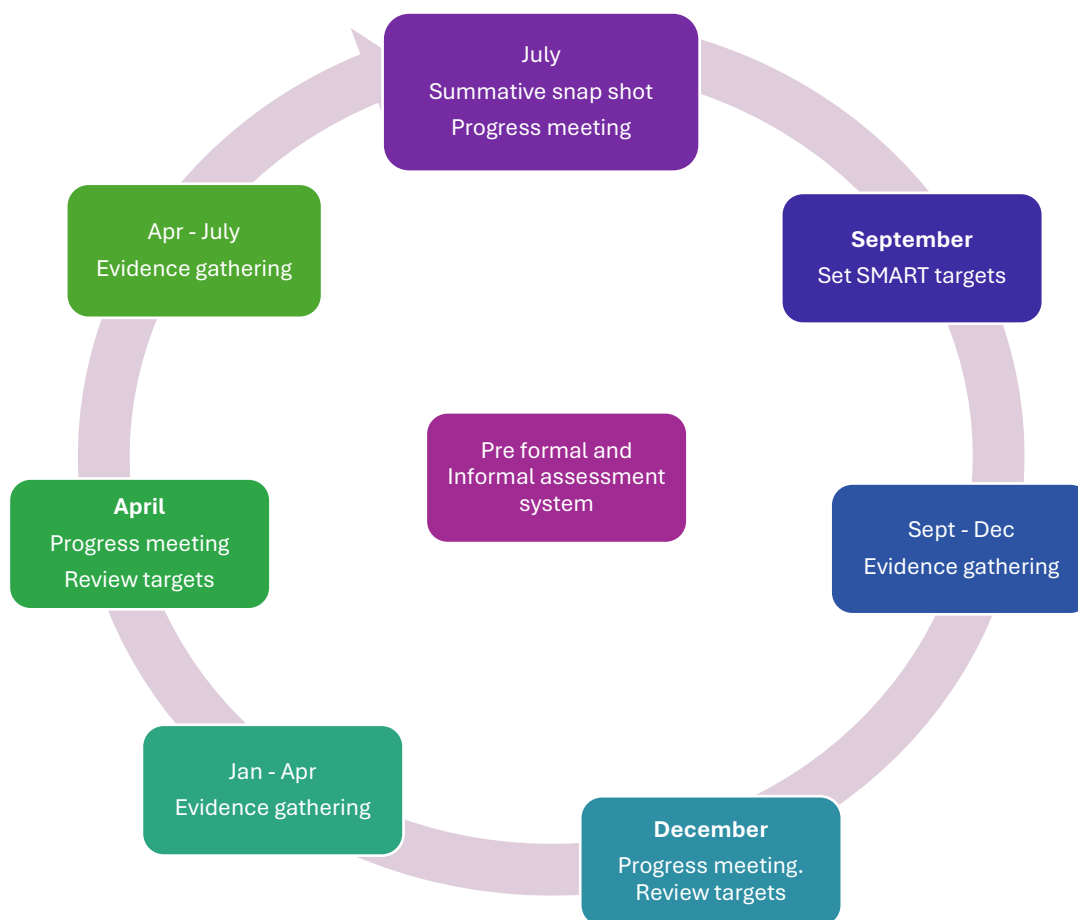 July
Summative snap shot
Progress meeting
September
Set SMART targets
Sept - Dec
Evidence gathering
December
Progress meeting.
Review targets
Jan - Apr
Evidence gathering
April
Progress meeting
Review targets
Apr - July
Evidence gathering
Pre formal and
Informal assessment
system